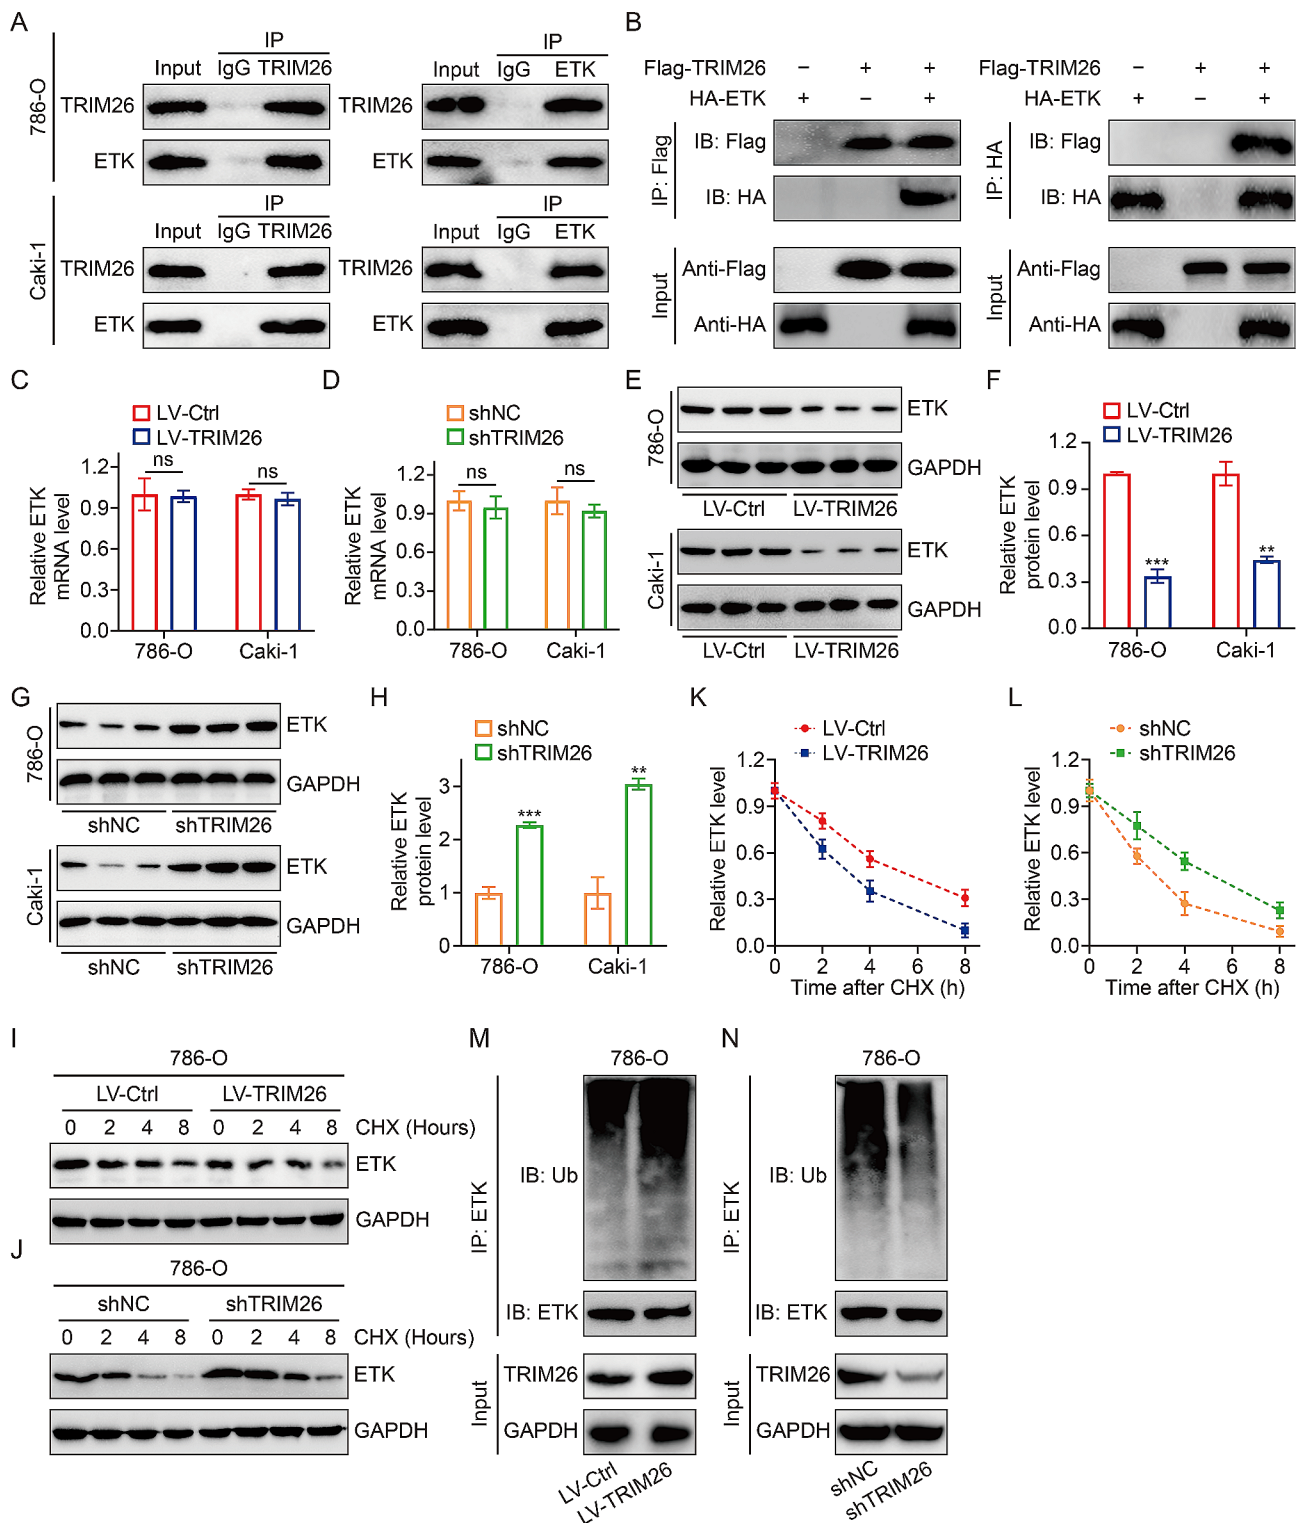 A
786-O
IP
Input IgG TRIM26
TRIM26
ETK
IP
Input IgG ETK
TRIM26
ETK
Caki-1
IP
Input IgG TRIM26
TRIM26
ETK
IP
Input IgG ETK
TRIM26
ETK
B
Flag-TRIM26 − + +
HA-ETK + − +
IP: Flag
IB: Flag
IB: HA
Input
Anti-Flag
Anti-HA
Flag-TRIM26 − + +
HA-ETK + − +
IP: HA
IB: Flag
IB: HA
Input
Anti-Flag
Anti-HA
C
LV-Ctrl
LV-TRIM26
Relative ETK
mRNA level
1.2
0.9
0.6
0.3
0.0
ns
ns
786-O Caki-1
D
shNC
shTRIM26
Relative ETK
mRNA level
1.2
0.9
0.6
0.3
0.0
ns
ns
786-O Caki-1
E
786-O
ETK
GAPDH
LV-Ctrl LV-TRIM26
Caki-1
ETK
GAPDH
LV-Ctrl LV-TRIM26
F
LV-Ctrl
LV-TRIM26
Relative ETK
protein level
1.2
0.9
0.6
0.3
0.0
***
**
786-O Caki-1
G
786-O
ETK
GAPDH
shNC shTRIM26
Caki-1
ETK
GAPDH
shNC shTRIM26
H
shNC
shTRIM26
Relative ETK
protein level
3
2
1
0
***
**
786-O Caki-1
K
LV-Ctrl
LV-TRIM26
Relative ETK level
1.2
0.9
0.6
0.3
0.0
0 2 4 6 8
Time after CHX (h)
L
shNC
shTRIM26
Relative ETK level
1.2
0.9
0.6
0.3
0.0
0 2 4 6 8
Time after CHX (h)
I
786-O
LV-Ctrl LV-TRIM26
0 2 4 8 0 2 4 8 CHX (Hours)
ETK
GAPDH
J
786-O
shNC shTRIM26
0 2 4 8 0 2 4 8 CHX (Hours)
ETK
GAPDH
M
786-O
IP: ETK
IB: Ub
IB: ETK
Input
TRIM26
GAPDH
LV-Ctrl
LV-TRIM26
N
786-O
IP: ETK
IB: Ub
IB: ETK
Input
TRIM26
GAPDH
shNC
shTRIM26